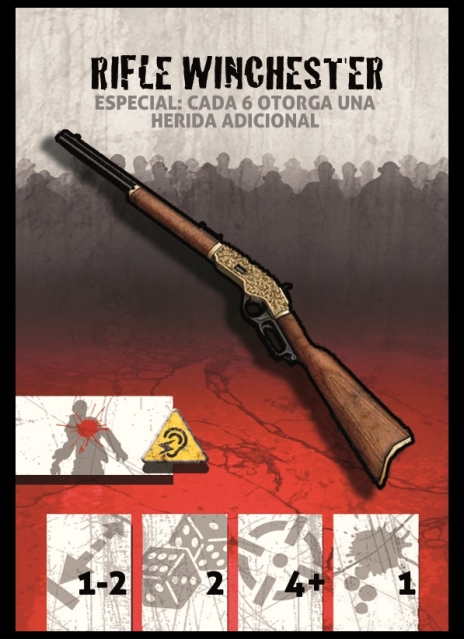 RIFLE WINCHESTER
ESPECIAL: CADA 6 OTORGA UNA
HERIDA ADICIONAL
1-2 2 4+ 1